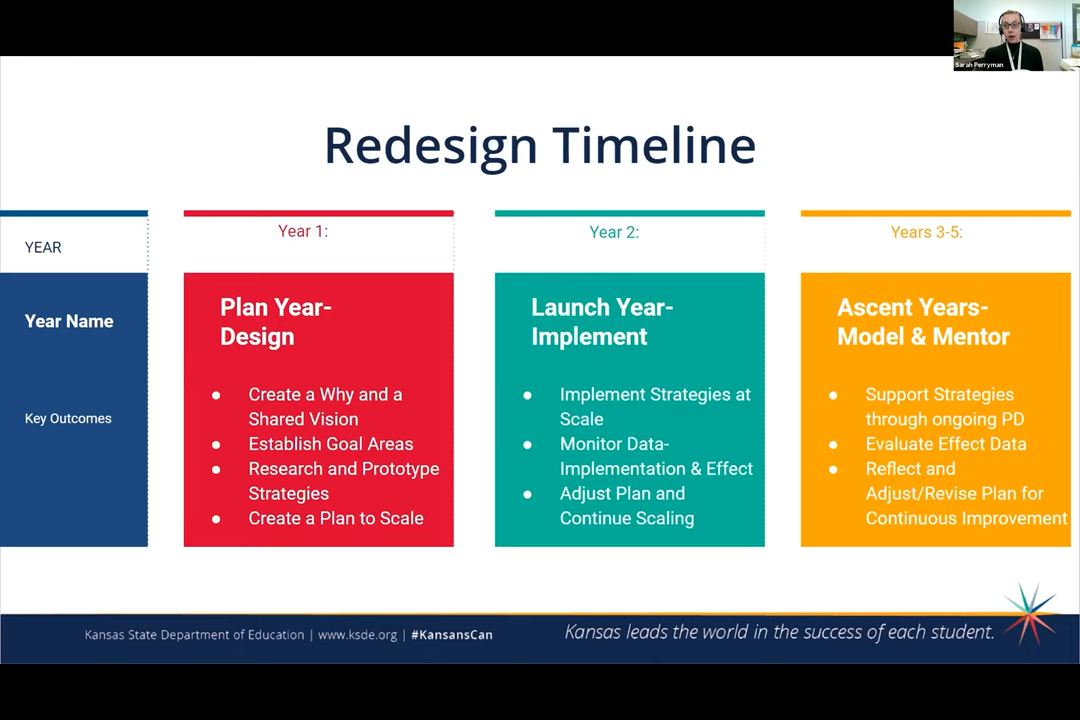 Sarah Perryman
Redesign Timeline
YEAR
Year Name
Key Outcomes
Year 1:
Plan Year-
Design
● Create a Why and a
Shared Vision
● Establish Goal Areas
● Research and Prototype
Strategies
● Create a Plan to Scale
Year 2:
Launch Year-
Implement
● Implement Strategies at
Scale
● Monitor Data-
Implementation & Effect
● Adjust Plan and
Continue Scaling
Years 3-5:
Ascent Years-
Model & Mentor
● Support Strategies
through ongoing PD
● Evaluate Effect Data
● Reflect and
Adjust/Revise Plan for
Continuous Improvement
Kansas State Department of Education | www.ksde.org | #KansansCan
Kansas leads the world in the success of each student.